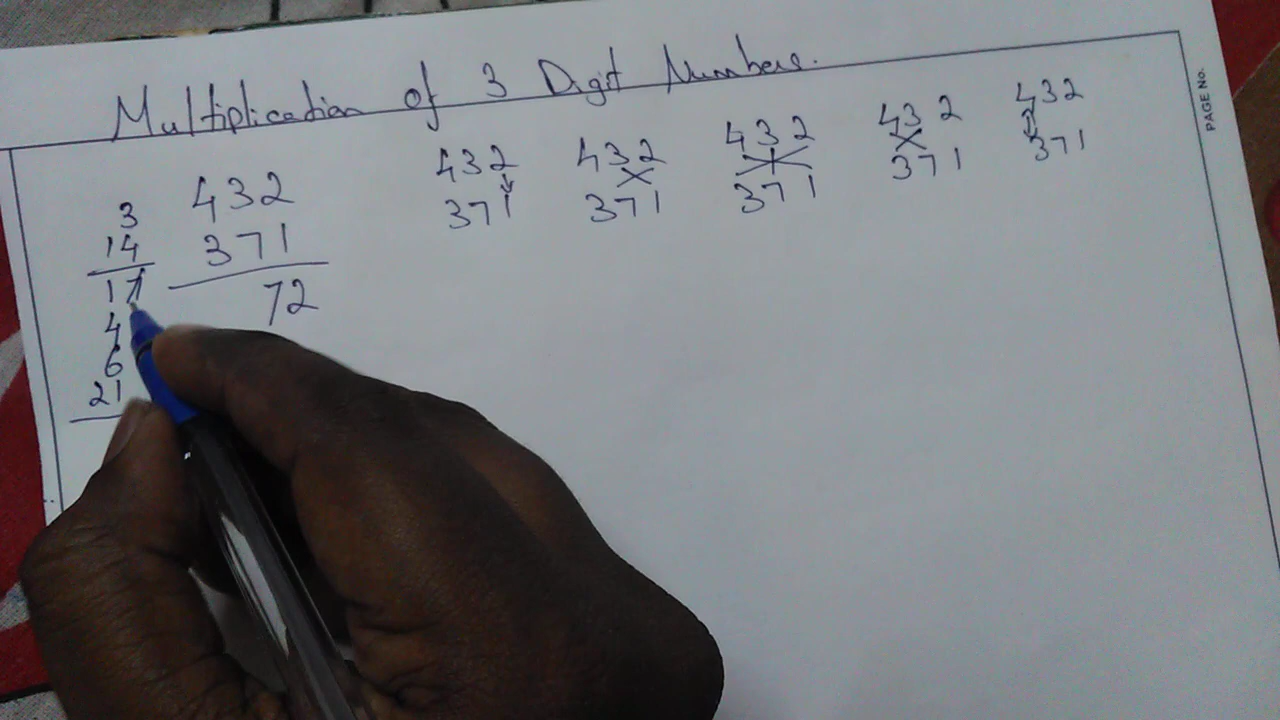 Multiplication of 3 Digit Numbers.
PAGE No.
432 432 432 432 432
371 371 371 371 371
3 432
14 371
17 72
4
6
21